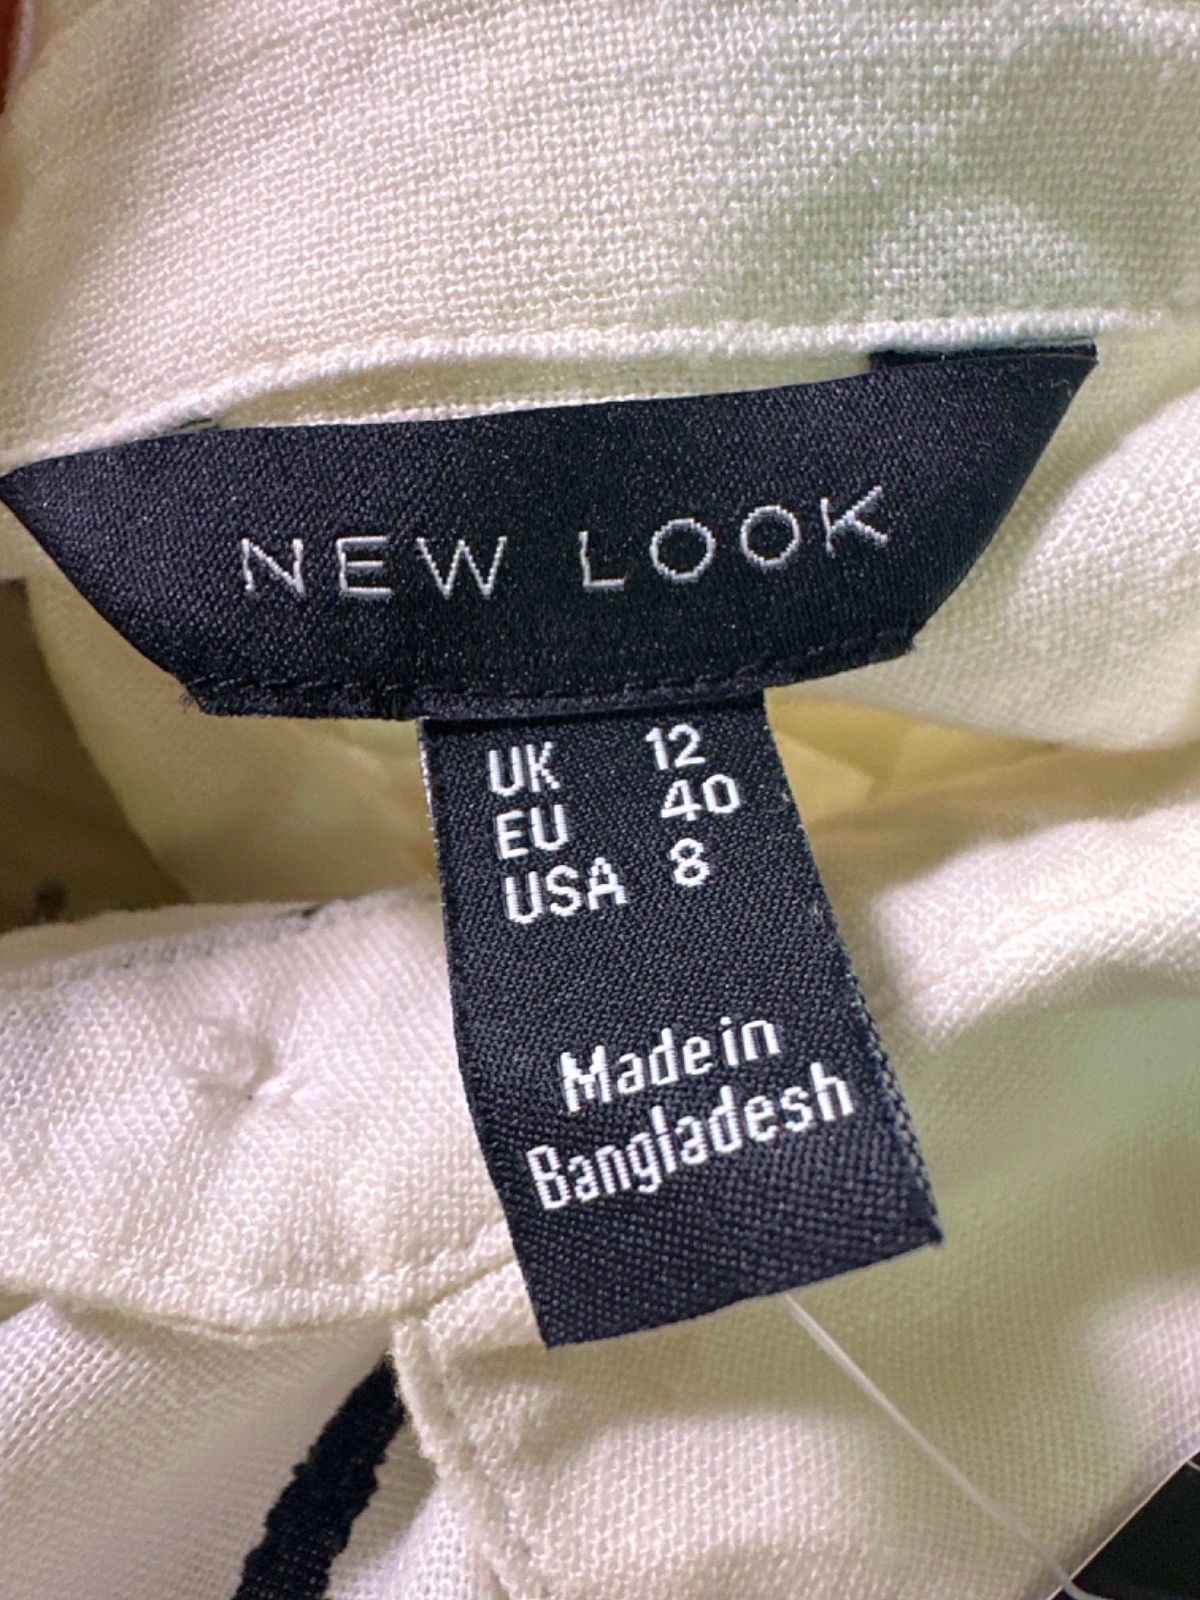 NEW LOOK
UK 12
EU 40
USA 8
Made in
Bangladesh